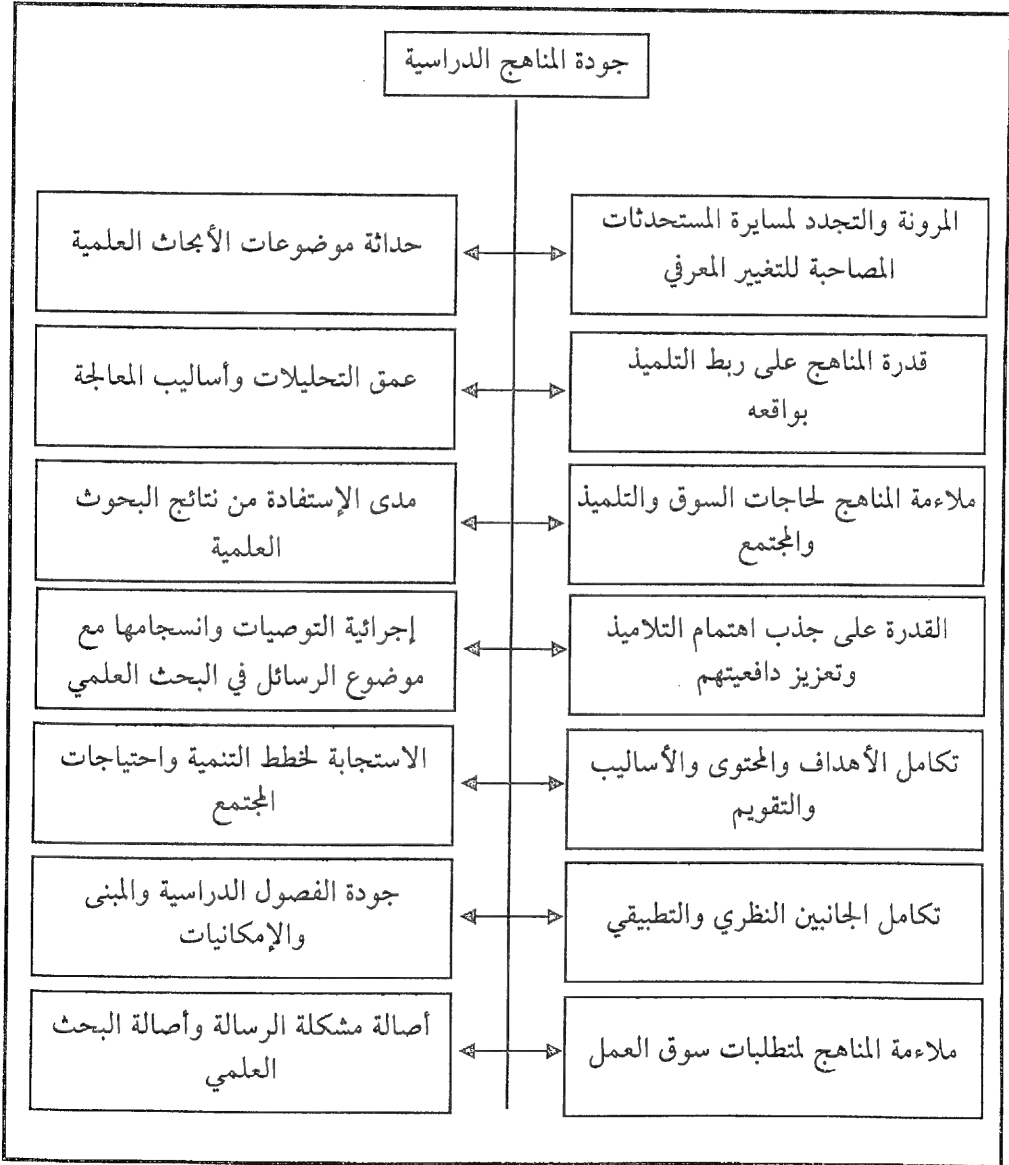 جودة المناهج الدراسية
المرونة والتجدد لمسايرة المستحدثات
المصاحبة للتغيير المعرفي
حداثة موضوعات الأبحاث العلمية
قدرة المناهج على ربط التلميذ
بواقعه
عمق التحليلات وأساليب المعالجة
ملاءمة المناهج لحاجات السوق والتلميذ
والمجتمع
مدى الإستفادة من نتائج البحوث
العلمية
القدرة على جذب اهتمام التلاميذ
وتعزيز دافعيتهم
إجرائية التوصيات وانسجامها مع
موضوع الرسائل في البحث العلمي
تكامل الأهداف والمحتوى والأساليب
والتقويم
الاستجابة لخطط التنمية واحتياجات
المجتمع
تكامل الجانبين النظري والتطبيقي
جودة الفصول الدراسية والمبنى
والإمكانيات
ملاءمة المناهج لمتطلبات سوق العمل
أصالة مشكلة الرسالة وأصالة البحث
العلمي